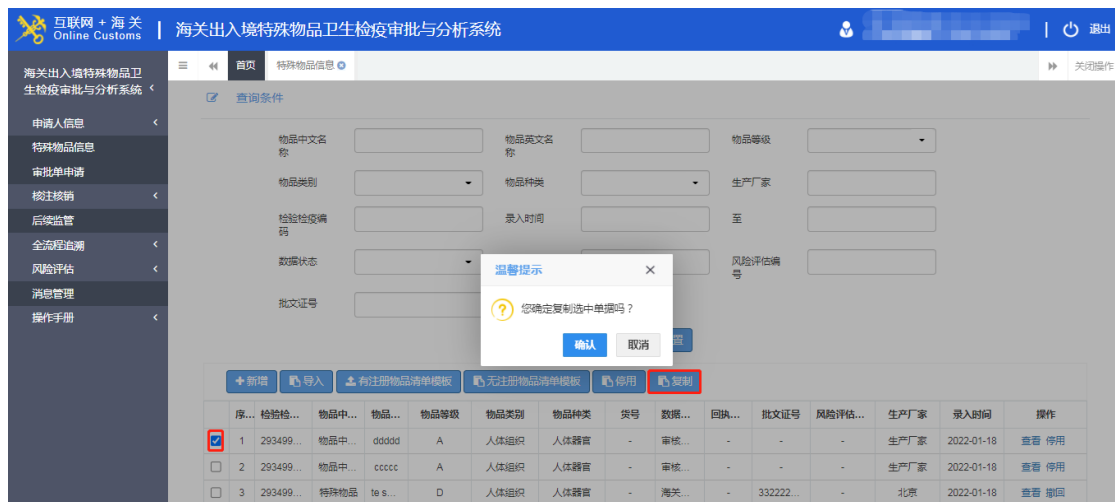 互联网 + 海关 | 海关出入境特殊物品卫生检疫审批与分析系统 | 退出
Online Customs
首页 特殊物品信息 关闭操作
海关出入境特殊物品卫
生检疫审批与分析系统
查询条件
申请人信息
特殊物品信息
审批单申请
核注核销
后续监管
全流程追溯
风险评估
消息管理
操作手册
物品中文名
称
物品英文名
称
物品等级
物品类别
物品种类
生产厂家
检验检疫编
码
录入时间
至
数据状态
风险评估编
号
批文证号
温馨提示
您确定复制选中单据吗？
确认 取消
置
新增 导入 有注册物品清单模板 无注册物品清单模板 停用 复制
序... 检验检... 物品中... 物品... 物品等级 物品类别 物品种类 货号 数据... 回执... 批文证号 风险评估... 生产厂家 录入时间 操作
1 293499... 物品中... ddddd A 人体组织 人体器官 - 审核... - - - 生产厂家 2022-01-18 查看 停用
2 293499... 物品中... ccccc A 人体组织 人体器官 - 审核... - - - 生产厂家 2022-01-18 查看 停用
3 293499... 特殊物品 te s... D 人体组织 人体器官 - 海关... - 332222... - 北京 2022-01-18 查看 撤回